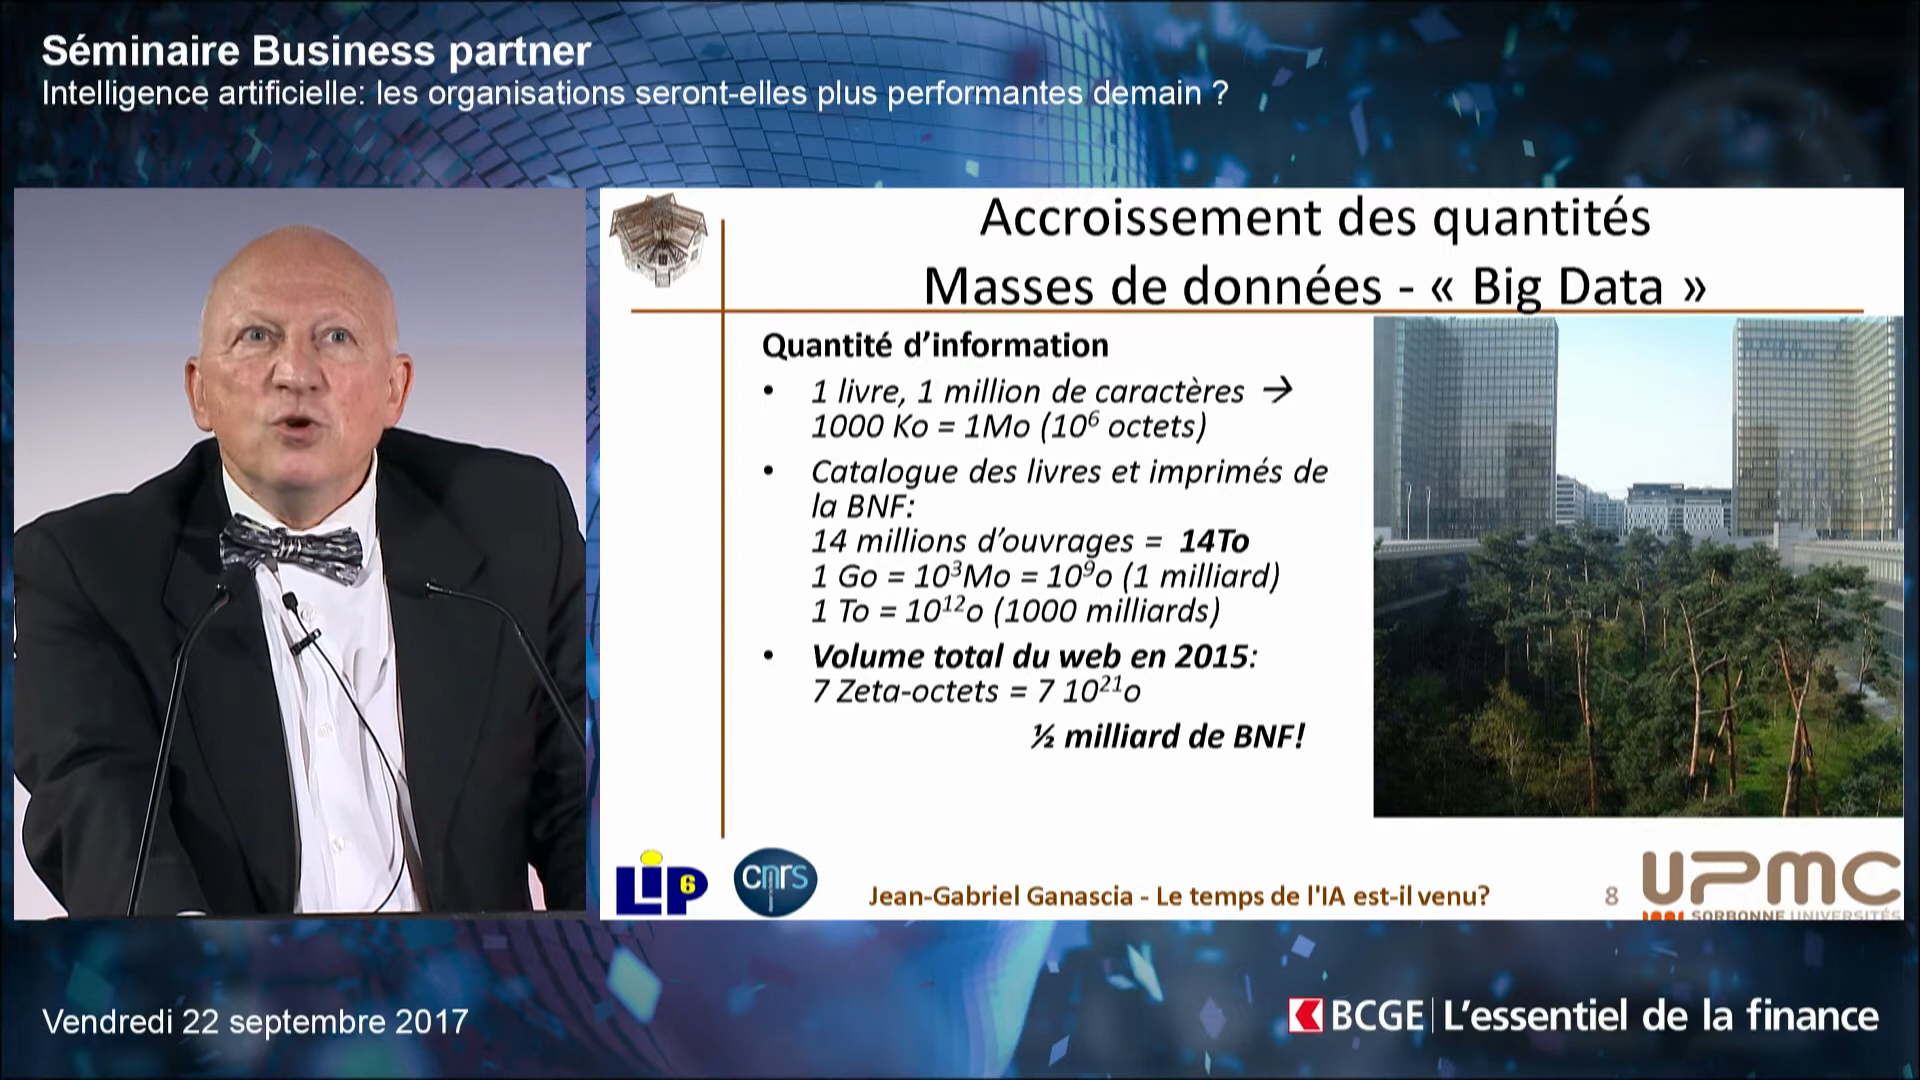 Séminaire Business partner
Intelligence artificielle: les organisations seront-elles plus performantes demain ?
Accroissement des quantités
Masses de données - « Big Data »
Quantité d’information
• 1 livre, 1 million de caractères →
1000 Ko = 1Mo (10⁶ octets)
• Catalogue des livres et imprimés de
la BNF:
14 millions d’ouvrages = 14To
1 Go = 10³Mo = 10⁹o (1 milliard)
1 To = 10¹²o (1000 milliards)
• Volume total du web en 2015:
7 Zeta-octets = 7 10²¹o
½ milliard de BNF!
LIP6
cnrs
Jean-Gabriel Ganascia - Le temps de l'IA est-il venu?
8
UPMC
SORBONNE UNIVERSITÉS
Vendredi 22 septembre 2017
BCGE | L’essentiel de la finance